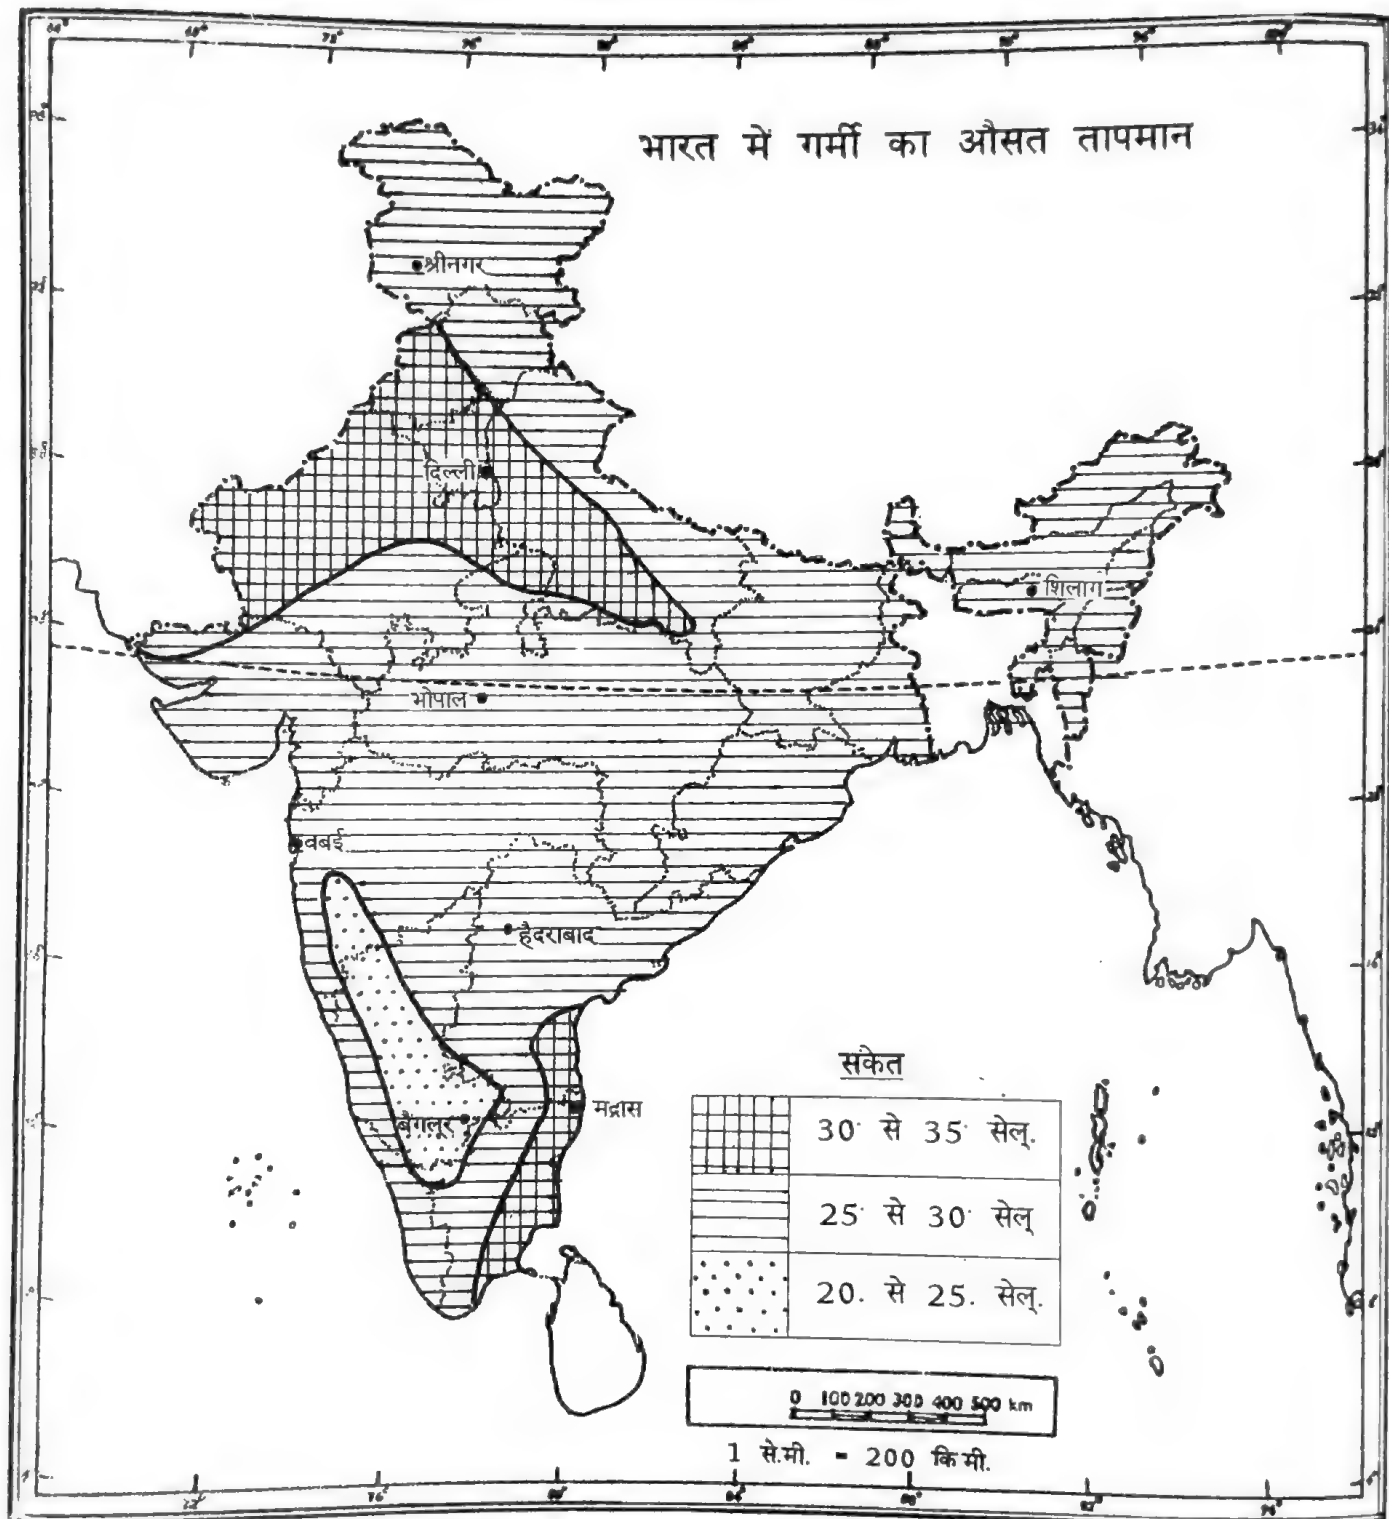 भारत में गर्मी का औसत तापमान
श्रीनगर
दिल्ली
शिलाग
भोपाल
वबई
हैदराबाद
बैंगलूर
मद्रास
संकेत
30° से 35° सेल्.
25° से 30° सेल्
20. से 25. सेल्.
0 100 200 300 400 500 km
1 से.मी. = 200 कि मी.